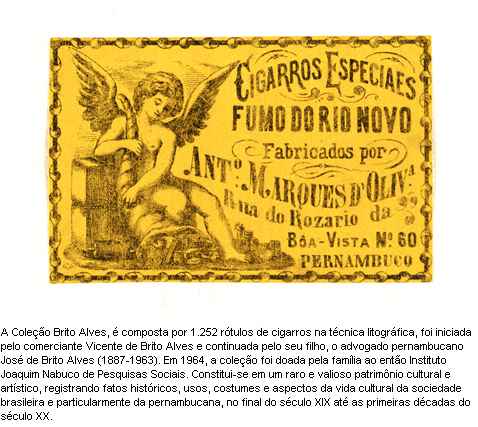 CIGARROS ESPECIAES
FUMO DO RIO NOVO
Fabricados por
ANTº. MARQUES D'OLIVª.
Rua do Rozario da
BÔA-VISTA Nº. 60
PERNAMBUCO
A Coleção Brito Alves, é composta por 1.252 rótulos de cigarros na técnica litográfica, foi iniciada
pelo comerciante Vicente de Brito Alves e continuada pelo seu filho, o advogado pernambucano
José de Brito Alves (1887-1963). Em 1964, a coleção foi doada pela família ao então Instituto
Joaquim Nabuco de Pesquisas Sociais. Constitui-se em um raro e valioso patrimônio cultural e
artístico, registrando fatos históricos, usos, costumes e aspectos da vida cultural da sociedade
brasileira e particularmente da pernambucana, no final do século XIX até as primeiras décadas do
século XX.